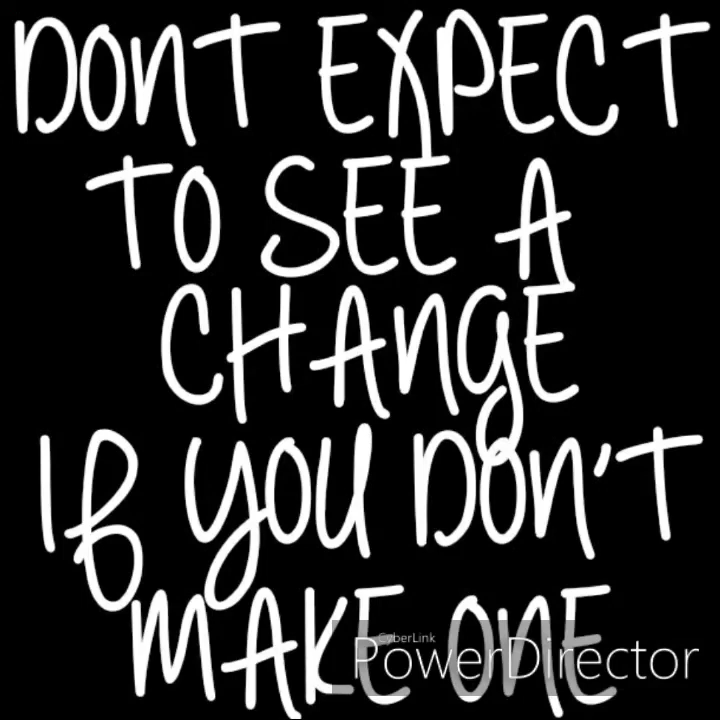 DONT EXPECT
TO SEE A
CHANGE
If you DON'T
MAKE ONE
CyberLink
PowerDirector